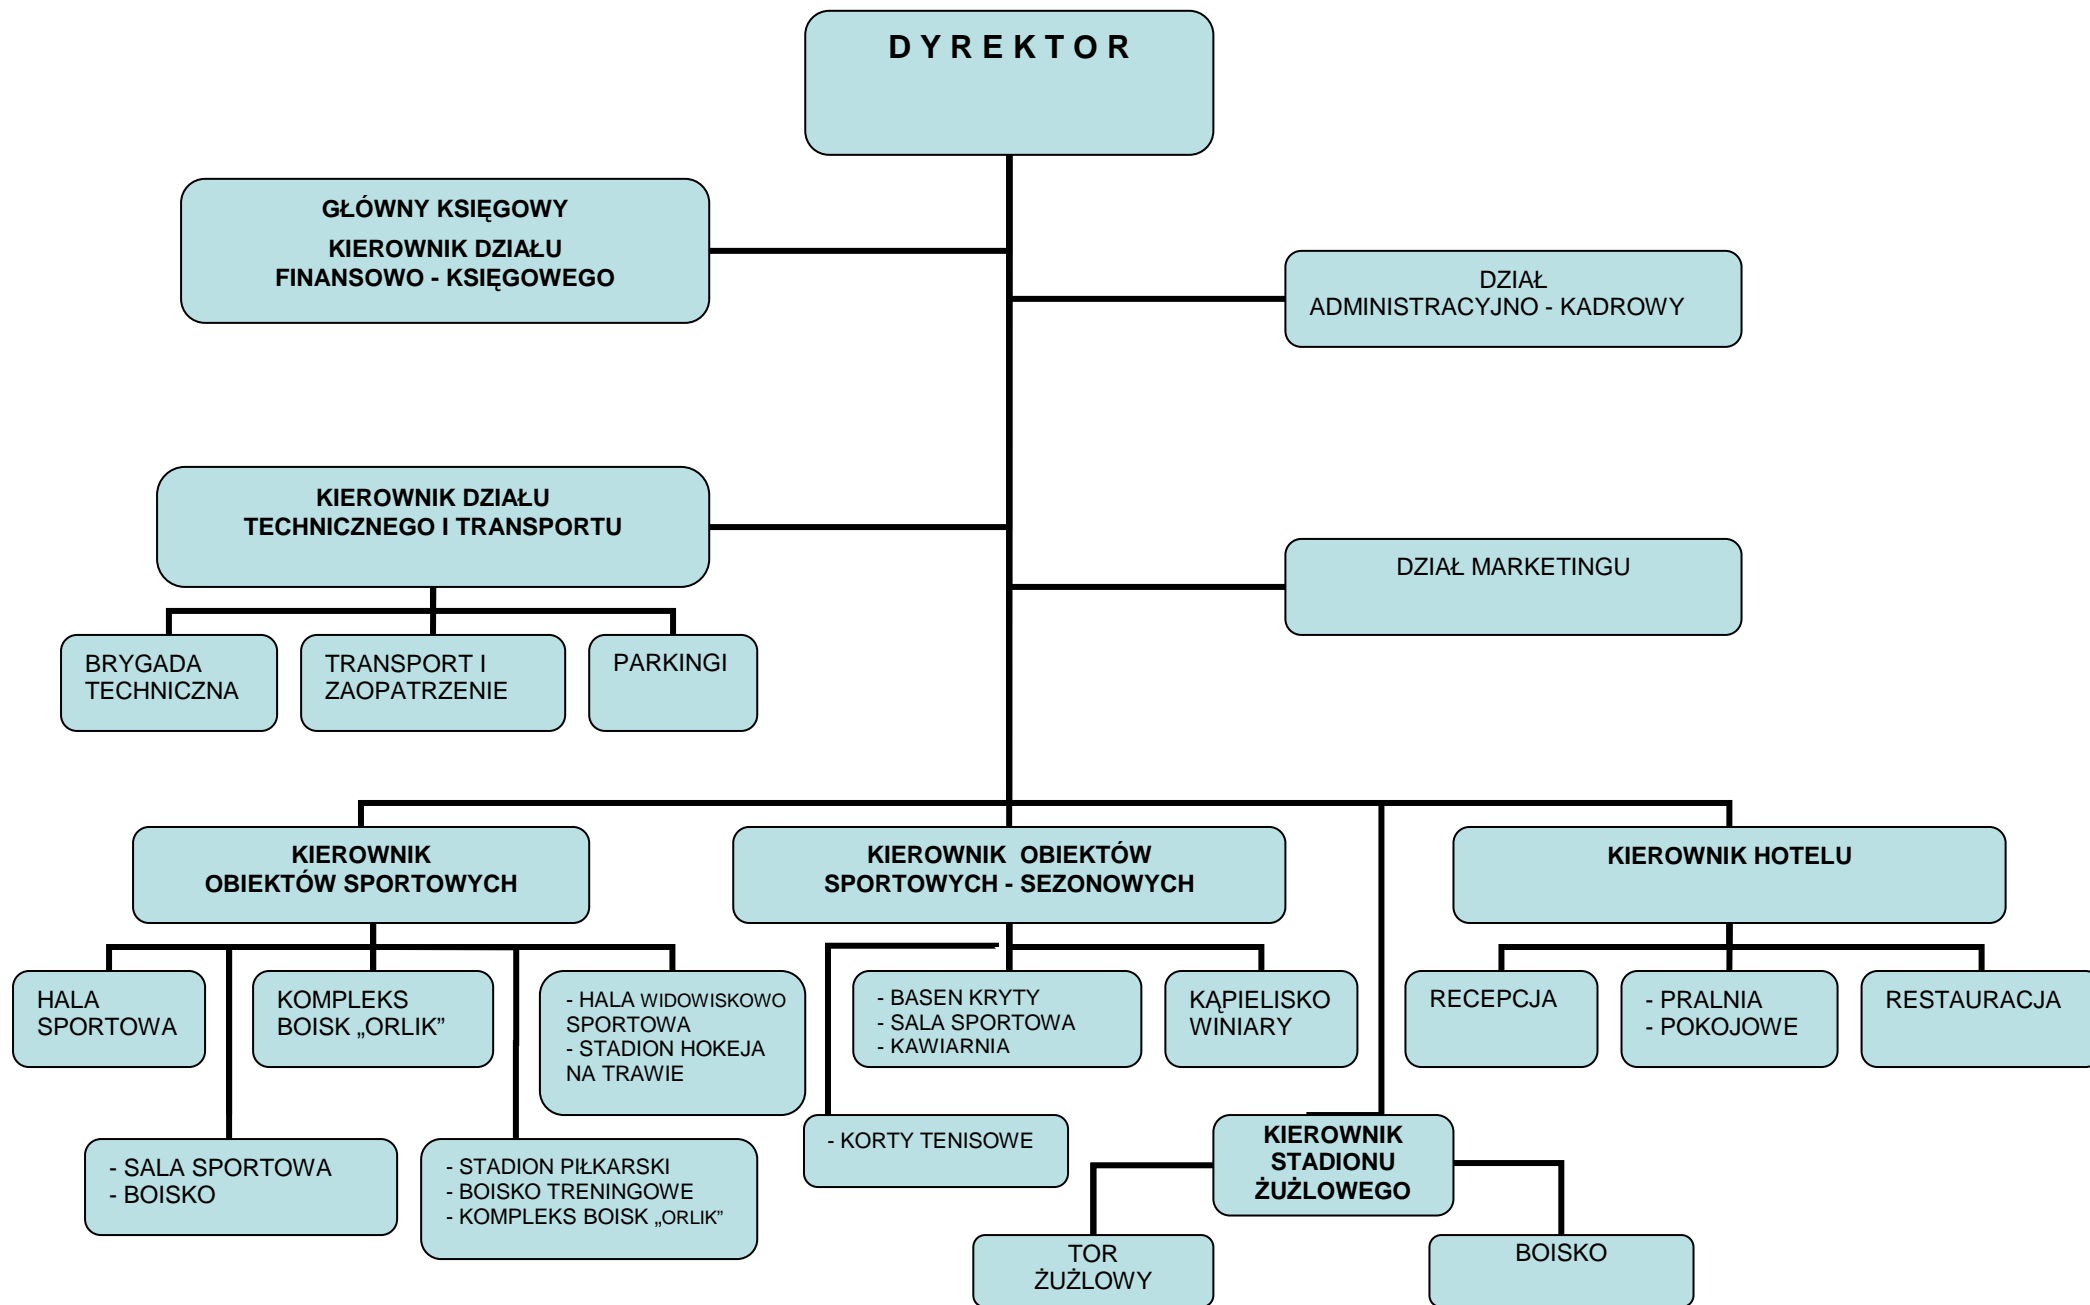 D Y R E K T O R
GŁÓWNY KSIĘGOWY
KIEROWNIK DZIAŁU
FINANSOWO - KSIĘGOWEGO
DZIAŁ
ADMINISTRACYJNO - KADROWY
KIEROWNIK DZIAŁU
TECHNICZNEGO I TRANSPORTU
DZIAŁ MARKETINGU
BRYGADA
TECHNICZNA
TRANSPORT I
ZAOPATRZENIE
PARKINGI
KIEROWNIK
OBIEKTÓW SPORTOWYCH
KIEROWNIK OBIEKTÓW
SPORTOWYCH - SEZONOWYCH
KIEROWNIK HOTELU
HALA
SPORTOWA
KOMPLEKS
BOISK „ORLIK”
- HALA WIDOWISKOWO
SPORTOWA
- STADION HOKEJA
NA TRAWIE
- BASEN KRYTY
- SALA SPORTOWA
- KAWIARNIA
KĄPIELISKO
WINIARY
RECEPCJA
- PRALNIA
- POKOJOWE
RESTAURACJA
- SALA SPORTOWA
- BOISKO
- STADION PIŁKARSKI
- BOISKO TRENINGOWE
- KOMPLEKS BOISK „ORLIK”
- KORTY TENISOWE
KIEROWNIK
STADIONU
ŻUŻLOWEGO
TOR
ŻUŻLOWY
BOISKO